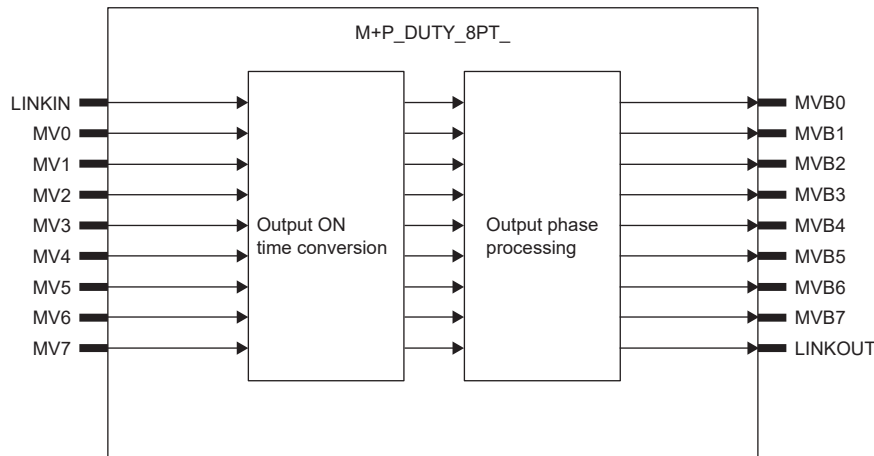 M+P_DUTY_8PT_
LINKIN
MV0
MV1
MV2
MV3
MV4
MV5
MV6
MV7
Output ON
time conversion
Output phase
processing
MVB0
MVB1
MVB2
MVB3
MVB4
MVB5
MVB6
MVB7
LINKOUT